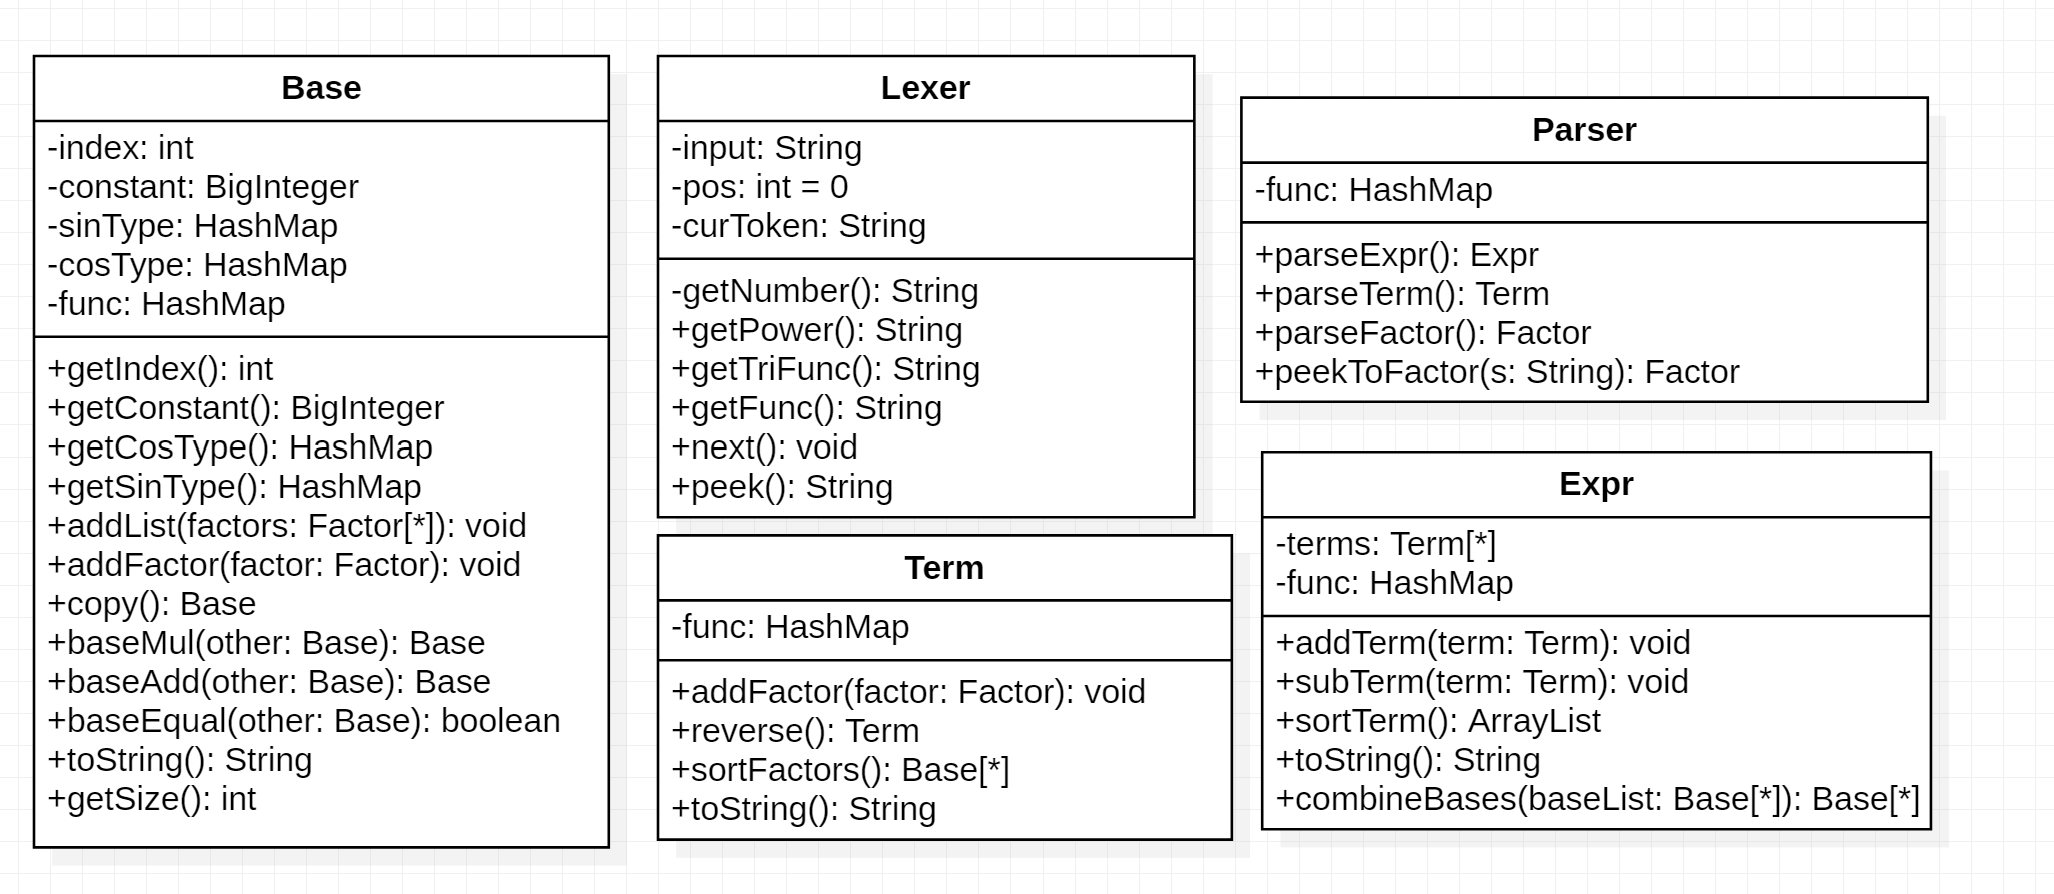 Base
-index: int
-constant: BigInteger
-sinType: HashMap
-cosType: HashMap
-func: HashMap
+getIndex(): int
+getConstant(): BigInteger
+getCosType(): HashMap
+getSinType(): HashMap
+addList(factors: Factor[*]): void
+addFactor(factor: Factor): void
+copy(): Base
+baseMul(other: Base): Base
+baseAdd(other: Base): Base
+baseEqual(other: Base): boolean
+toString(): String
+getSize(): int
Lexer
-input: String
-pos: int = 0
-curToken: String
-getNumber(): String
+getPower(): String
+getTriFunc(): String
+getFunc(): String
+next(): void
+peek(): String
Term
-func: HashMap
+addFactor(factor: Factor): void
+reverse(): Term
+sortFactors(): Base[*]
+toString(): String
Parser
-func: HashMap
+parseExpr(): Expr
+parseTerm(): Term
+parseFactor(): Factor
+peekToFactor(s: String): Factor
Expr
-terms: Term[*]
-func: HashMap
+addTerm(term: Term): void
+subTerm(term: Term): void
+sortTerm(): ArrayList
+toString(): String
+combineBases(baseList: Base[*]): Base[*]